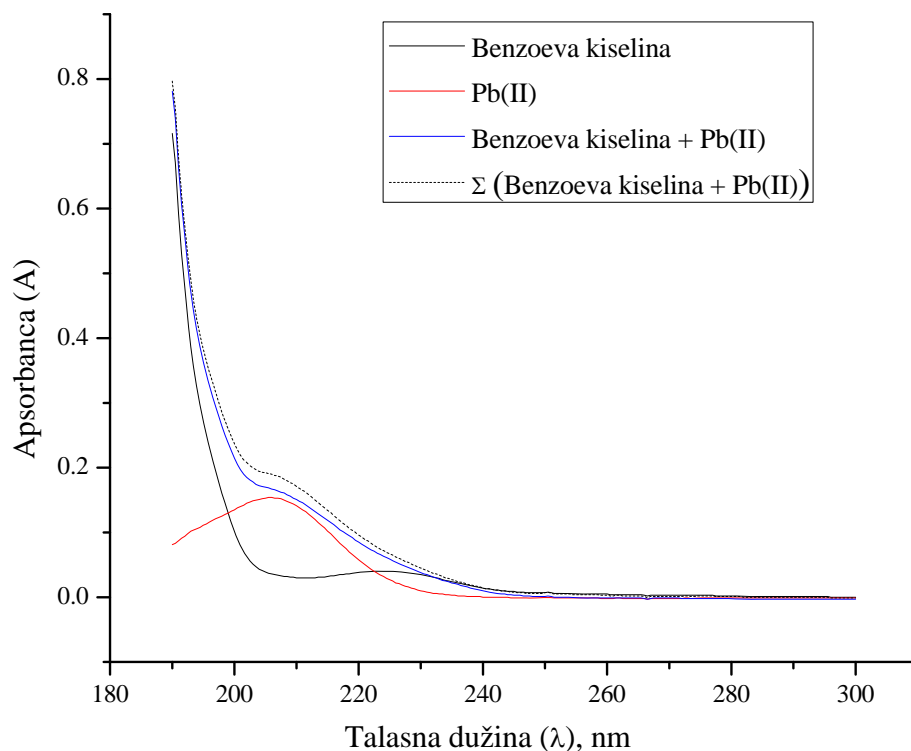 Benzoeva kiselina
Pb(II)
Benzoeva kiselina + Pb(II)
Σ (Benzoeva kiselina + Pb(II))
Apsorbanca (A)
0.8
0.6
0.4
0.2
0.0
180 200 220 240 260 280 300
Talasna dužina (λ), nm